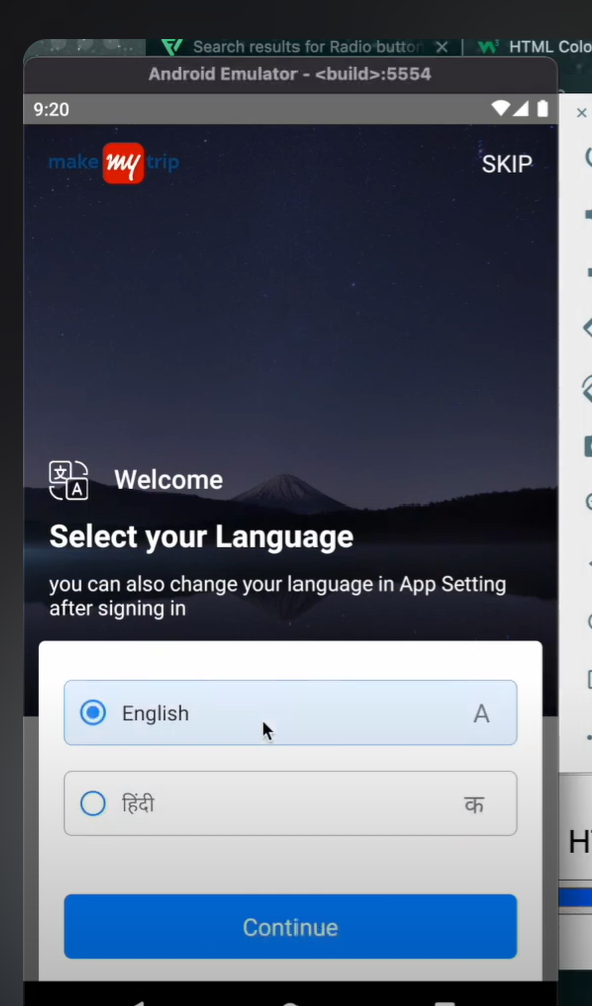 Search results for Radio button
HTML Colo
Android Emulator - <build>:5554
9:20
make my trip
SKIP
文
A
Welcome
Select your Language
you can also change your language in App Setting
after signing in
English A
हिंदी क
Continue